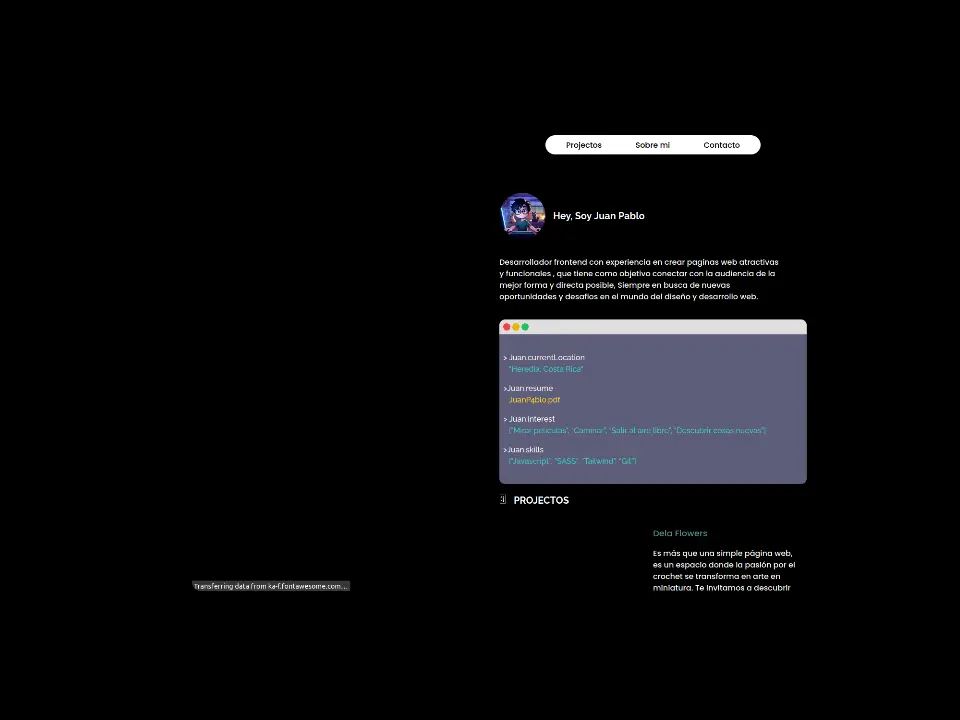 Projectos Sobre mi Contacto
Hey, Soy Juan Pablo
Desarrollador frontend con experiencia en crear paginas web atractivas
y funcionales , que tiene como objetivo conectar con la audiencia de la
mejor forma y directa posible, Siempre en busca de nuevas
oportunidades y desafios en el mundo del diseño y desarrollo web.
> Juan.currentLocation
"Heredia, Costa Rica"
>Juan.resume
JuanP4blo.pdf
> Juan.interest
["Mirar peliculas", "Caminar", "Salir al aire libre", "Descubrir cosas nuevas"]
>Juan.skills
["Javascript", "SASS", "Taiwind", "Git"]
PROJECTOS
Dela Flowers
Es más que una simple página web,
es un espacio donde la pasión por el
crochet se transforma en arte en
miniatura. Te invitamos a descubrir
Transferring data from ka-f.fontawesome.com...